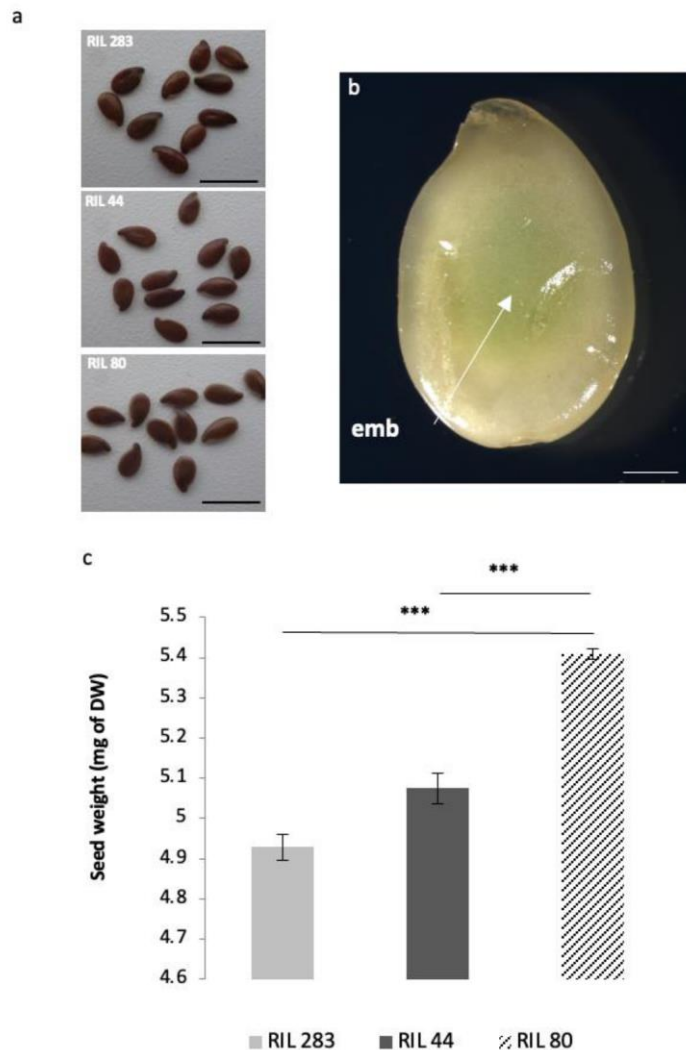 a
RIL 283
RIL 44
RIL 80
b
emb
c
***
***
5.5
5.4
5.3
5.2
5.1
5
4.9
4.8
4.7
4.6
Seed weight (mg of DW)
RIL 283 RIL 44 RIL 80